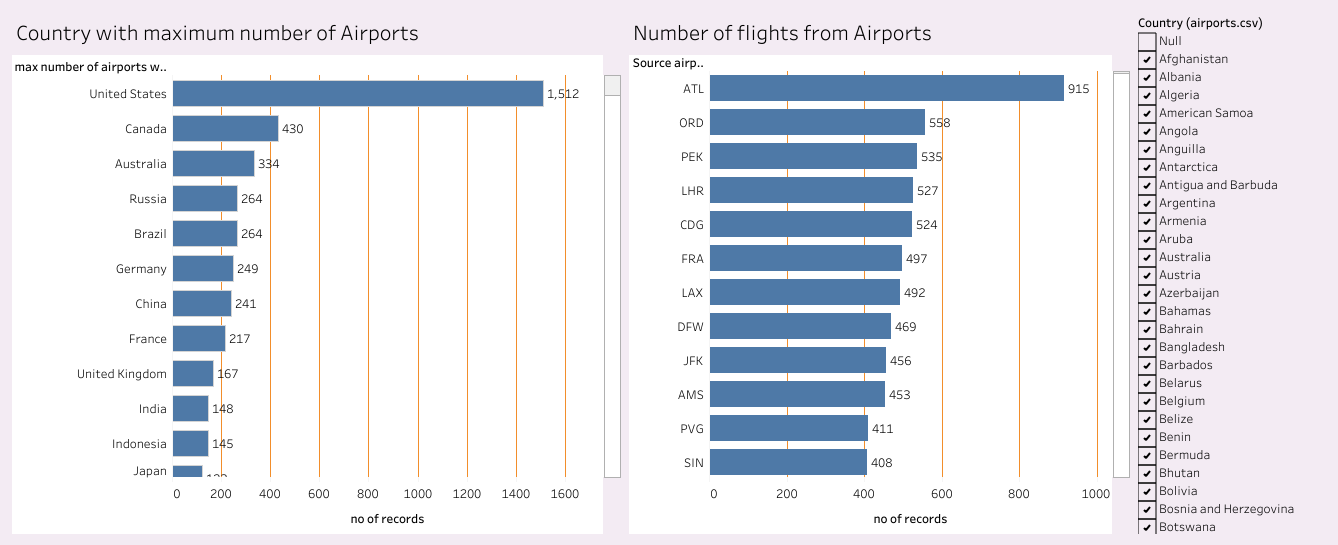 Country with maximum number of Airports
max number of airports w..
United States 1,512
Canada 430
Australia 334
Russia 264
Brazil 264
Germany 249
China 241
France 217
United Kingdom 167
India 148
Indonesia 145
Japan
0 200 400 600 800 1000 1200 1400 1600
no of records
Number of flights from Airports
Source airp..
ATL 915
ORD 558
PEK 535
LHR 527
CDG 524
FRA 497
LAX 492
DFW 469
JFK 456
AMS 453
PVG 411
SIN 408
0 200 400 600 800 1000
no of records
Country (airports.csv)
Null
Afghanistan
Albania
Algeria
American Samoa
Angola
Anguilla
Antarctica
Antigua and Barbuda
Argentina
Armenia
Aruba
Australia
Austria
Azerbaijan
Bahamas
Bahrain
Bangladesh
Barbados
Belarus
Belgium
Belize
Benin
Bermuda
Bhutan
Bolivia
Bosnia and Herzegovina
Botswana